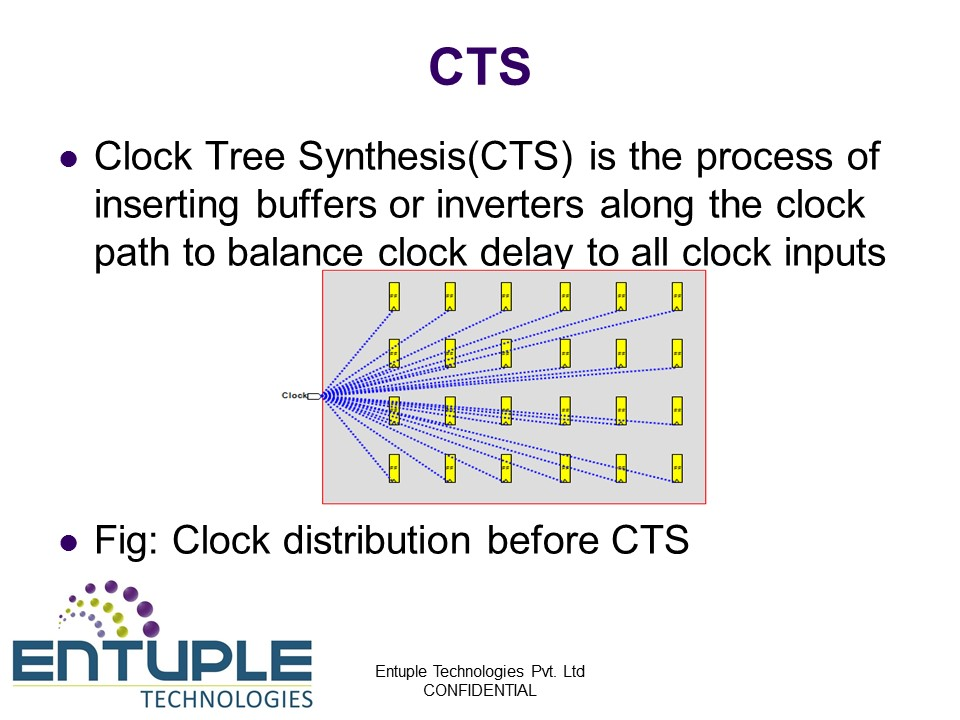 CTS
Clock Tree Synthesis(CTS) is the process of
inserting buffers or inverters along the clock
path to balance clock delay to all clock inputs
Clock
Fig: Clock distribution before CTS
ENTUPLE
TECHNOLOGIES
Entuple Technologies Pvt. Ltd
CONFIDENTIAL